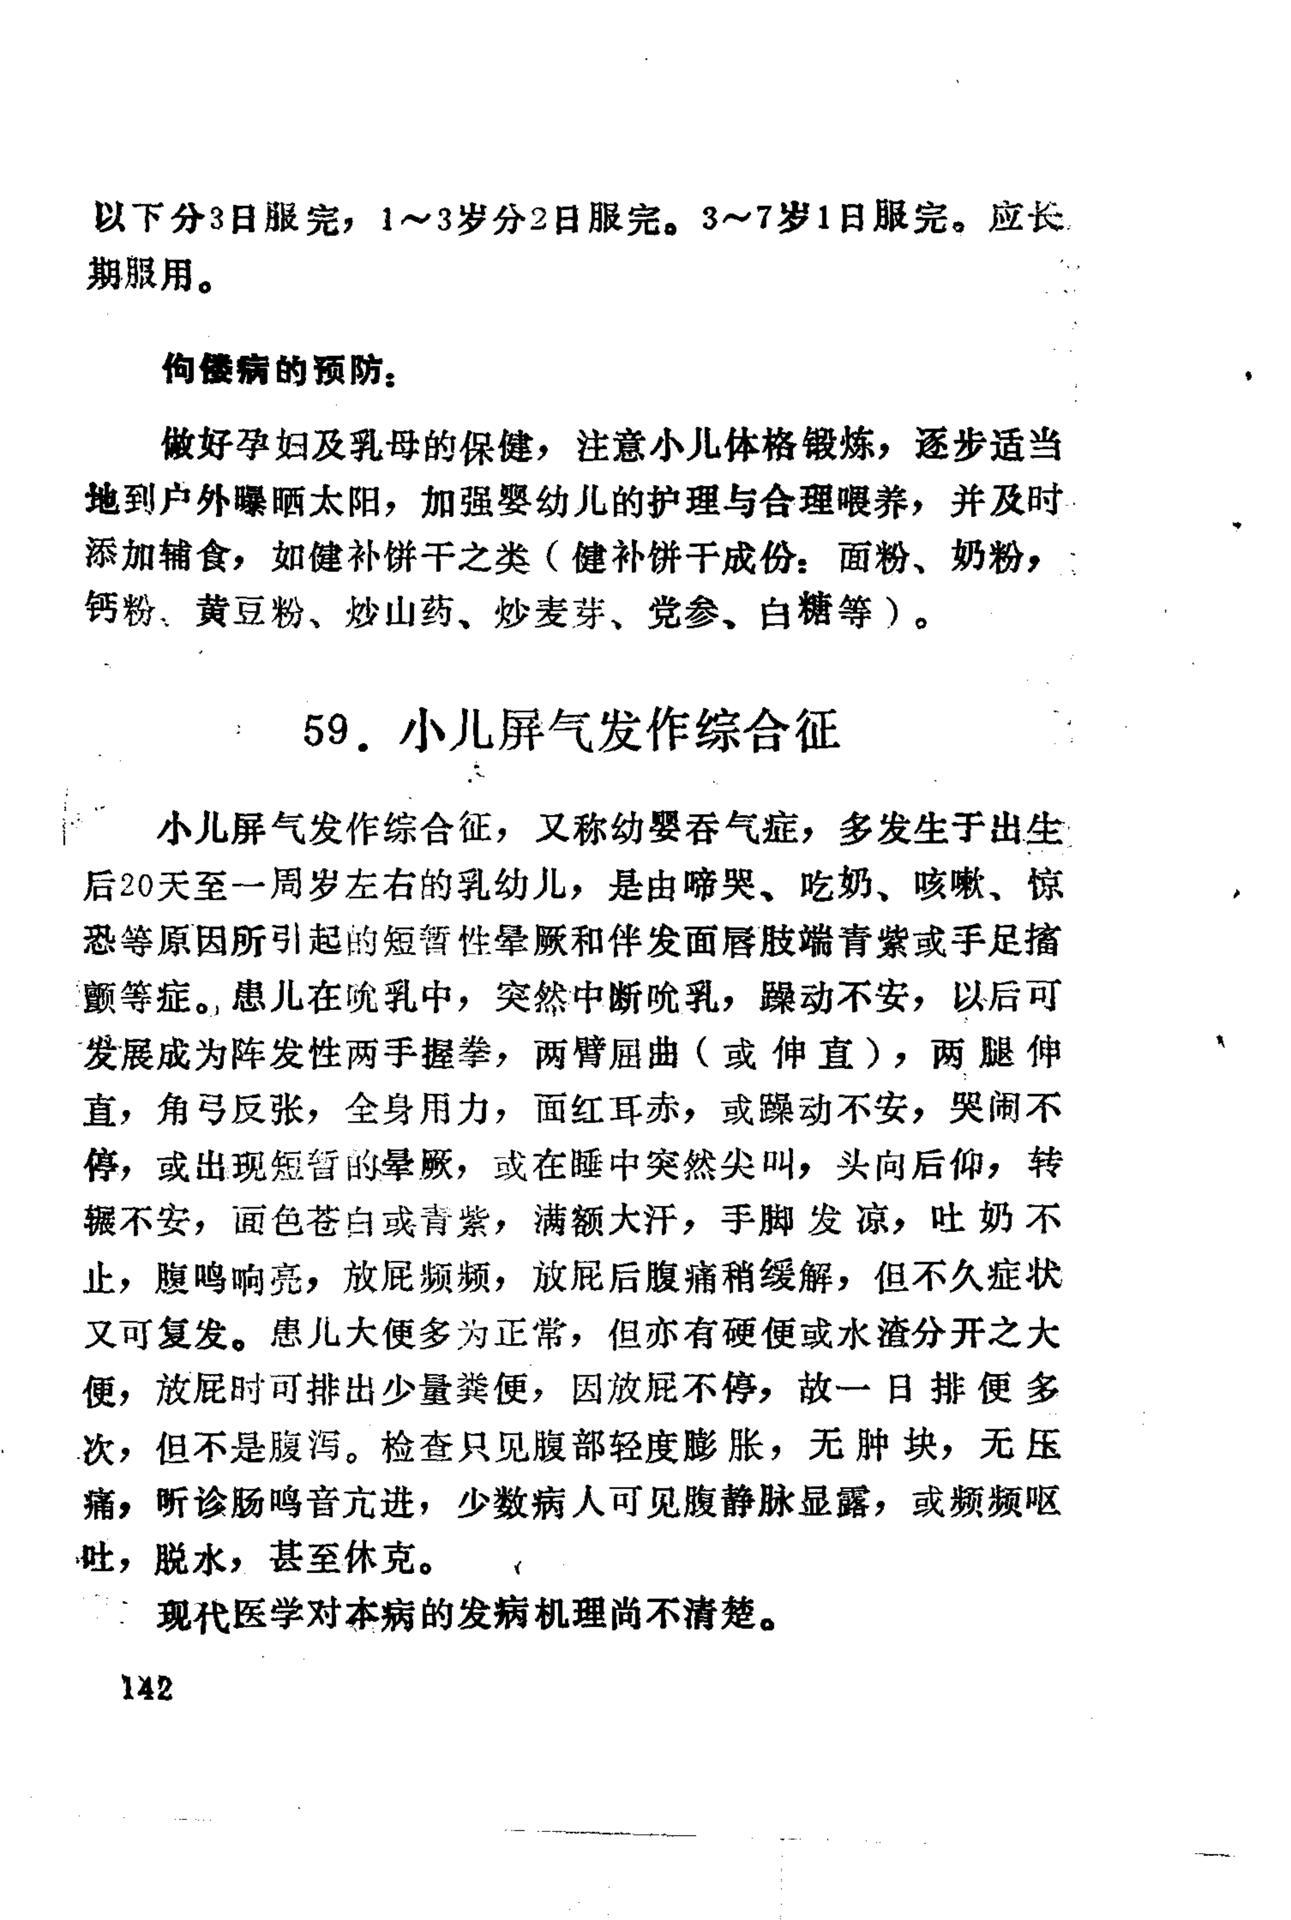 以下分3日服完，1～3岁分2日服完。3～7岁1日服完。应长
期服用。
佝偻病的预防：
做好孕妇及乳母的保健，注意小儿体格锻炼，逐步适当
地到户外曝晒太阳，加强婴幼儿的护理与合理喂养，并及时
添加辅食，如健补饼干之类（健补饼干成份：面粉、奶粉，
钙粉、黄豆粉、炒山药、炒麦芽、党参、白糖等）。
59．小儿屏气发作综合征
小儿屏气发作综合征，又称幼婴吞气症，多发生于出生
后20天至一周岁左右的乳幼儿，是由啼哭、吃奶、咳嗽、惊
恐等原因所引起的短暂性晕厥和伴发面唇肢端青紫或手足搐
颤等症。患儿在吮乳中，突然中断吮乳，躁动不安，以后可
发展成为阵发性两手握拳，两臂屈曲（或伸直），两腿伸
直，角弓反张，全身用力，面红耳赤，或躁动不安，哭闹不
停，或出现短暂的晕厥，或在睡中突然尖叫，头向后仰，转
辗不安，面色苍白或青紫，满额大汗，手脚发凉，吐奶不
止，腹鸣响亮，放屁频频，放屁后腹痛稍缓解，但不久症状
又可复发。患儿大便多为正常，但亦有硬便或水渣分开之大
便，放屁时可排出少量粪便，因放屁不停，故一日排便多
次，但不是腹泻。检查只见腹部轻度膨胀，无肿块，无压
痛，听诊肠鸣音亢进，少数病人可见腹静脉显露，或频频呕
吐，脱水，甚至休克。
现代医学对本病的发病机理尚不清楚。
142